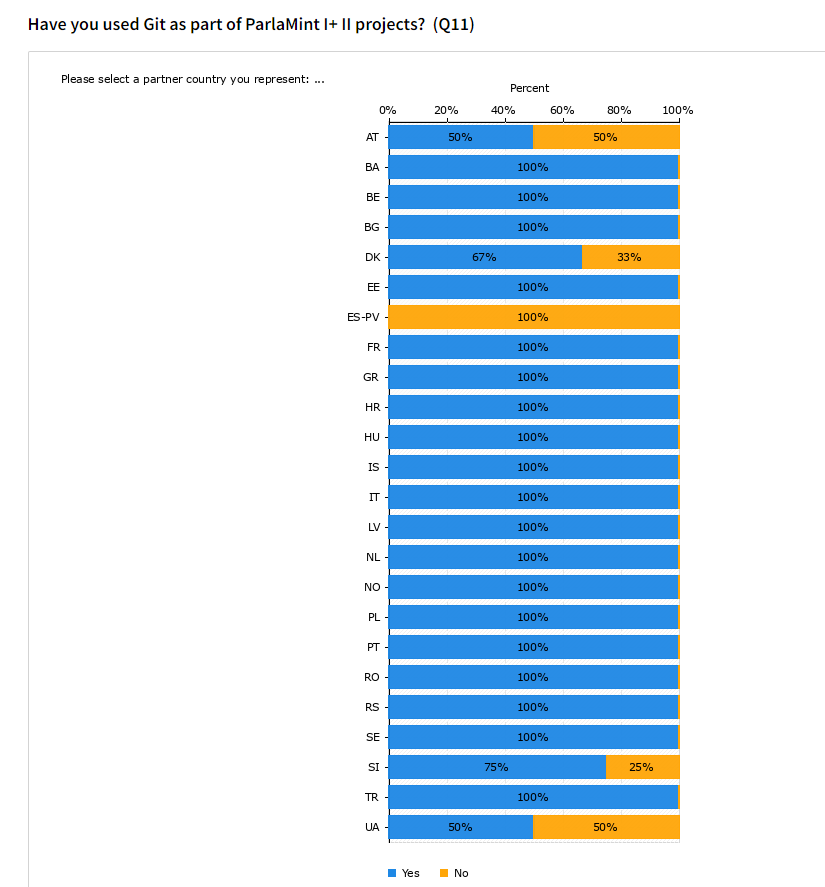 Have you used Git as part of ParlaMint I+ II projects? (Q11)
Please select a partner country you represent: ...
Percent
0% 20% 40% 60% 80% 100%
AT 50% 50%
BA 100%
BE 100%
BG 100%
DK 67% 33%
EE 100%
ES-PV 100%
FR 100%
GR 100%
HR 100%
HU 100%
IS 100%
IT 100%
LV 100%
NL 100%
NO 100%
PL 100%
PT 100%
RO 100%
RS 100%
SE 100%
SI 75% 25%
TR 100%
UA 50% 50%
Yes No